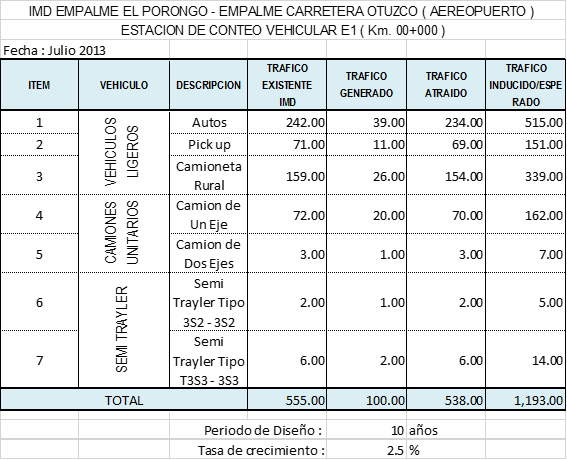 IMD EMPALME EL PORONGO - EMPALME CARRETERA OTUZCO ( AEREOPUERTO )
ESTACION DE CONTEO VEHICULAR E1 ( Km. 00+000 )
Fecha : Julio 2013
ITEM VEHICULO DESCRIPCION TRAFICO EXISTENTE IMD TRAFICO GENERADO TRAFICO ATRAIDO TRAFICO INDUCIDO/ESPE RADO
VEHICULOS LIGEROS
1 Autos 242.00 39.00 234.00 515.00
2 Pick up 71.00 11.00 69.00 151.00
3 Camioneta Rural 159.00 26.00 154.00 339.00
CAMIONES UNITARIOS
4 Camion de Un Eje 72.00 20.00 70.00 162.00
5 Camion de Dos Ejes 3.00 1.00 3.00 7.00
SEMI TRAYLER
6 Semi Trayler Tipo 3S2 - 3S2 2.00 1.00 2.00 5.00
7 Semi Trayler Tipo T3S3 - 3S3 6.00 2.00 6.00 14.00
TOTAL 555.00 100.00 538.00 1,193.00
Periodo de Diseño : 10 años
Tasa de crecimiento : 2.5 %